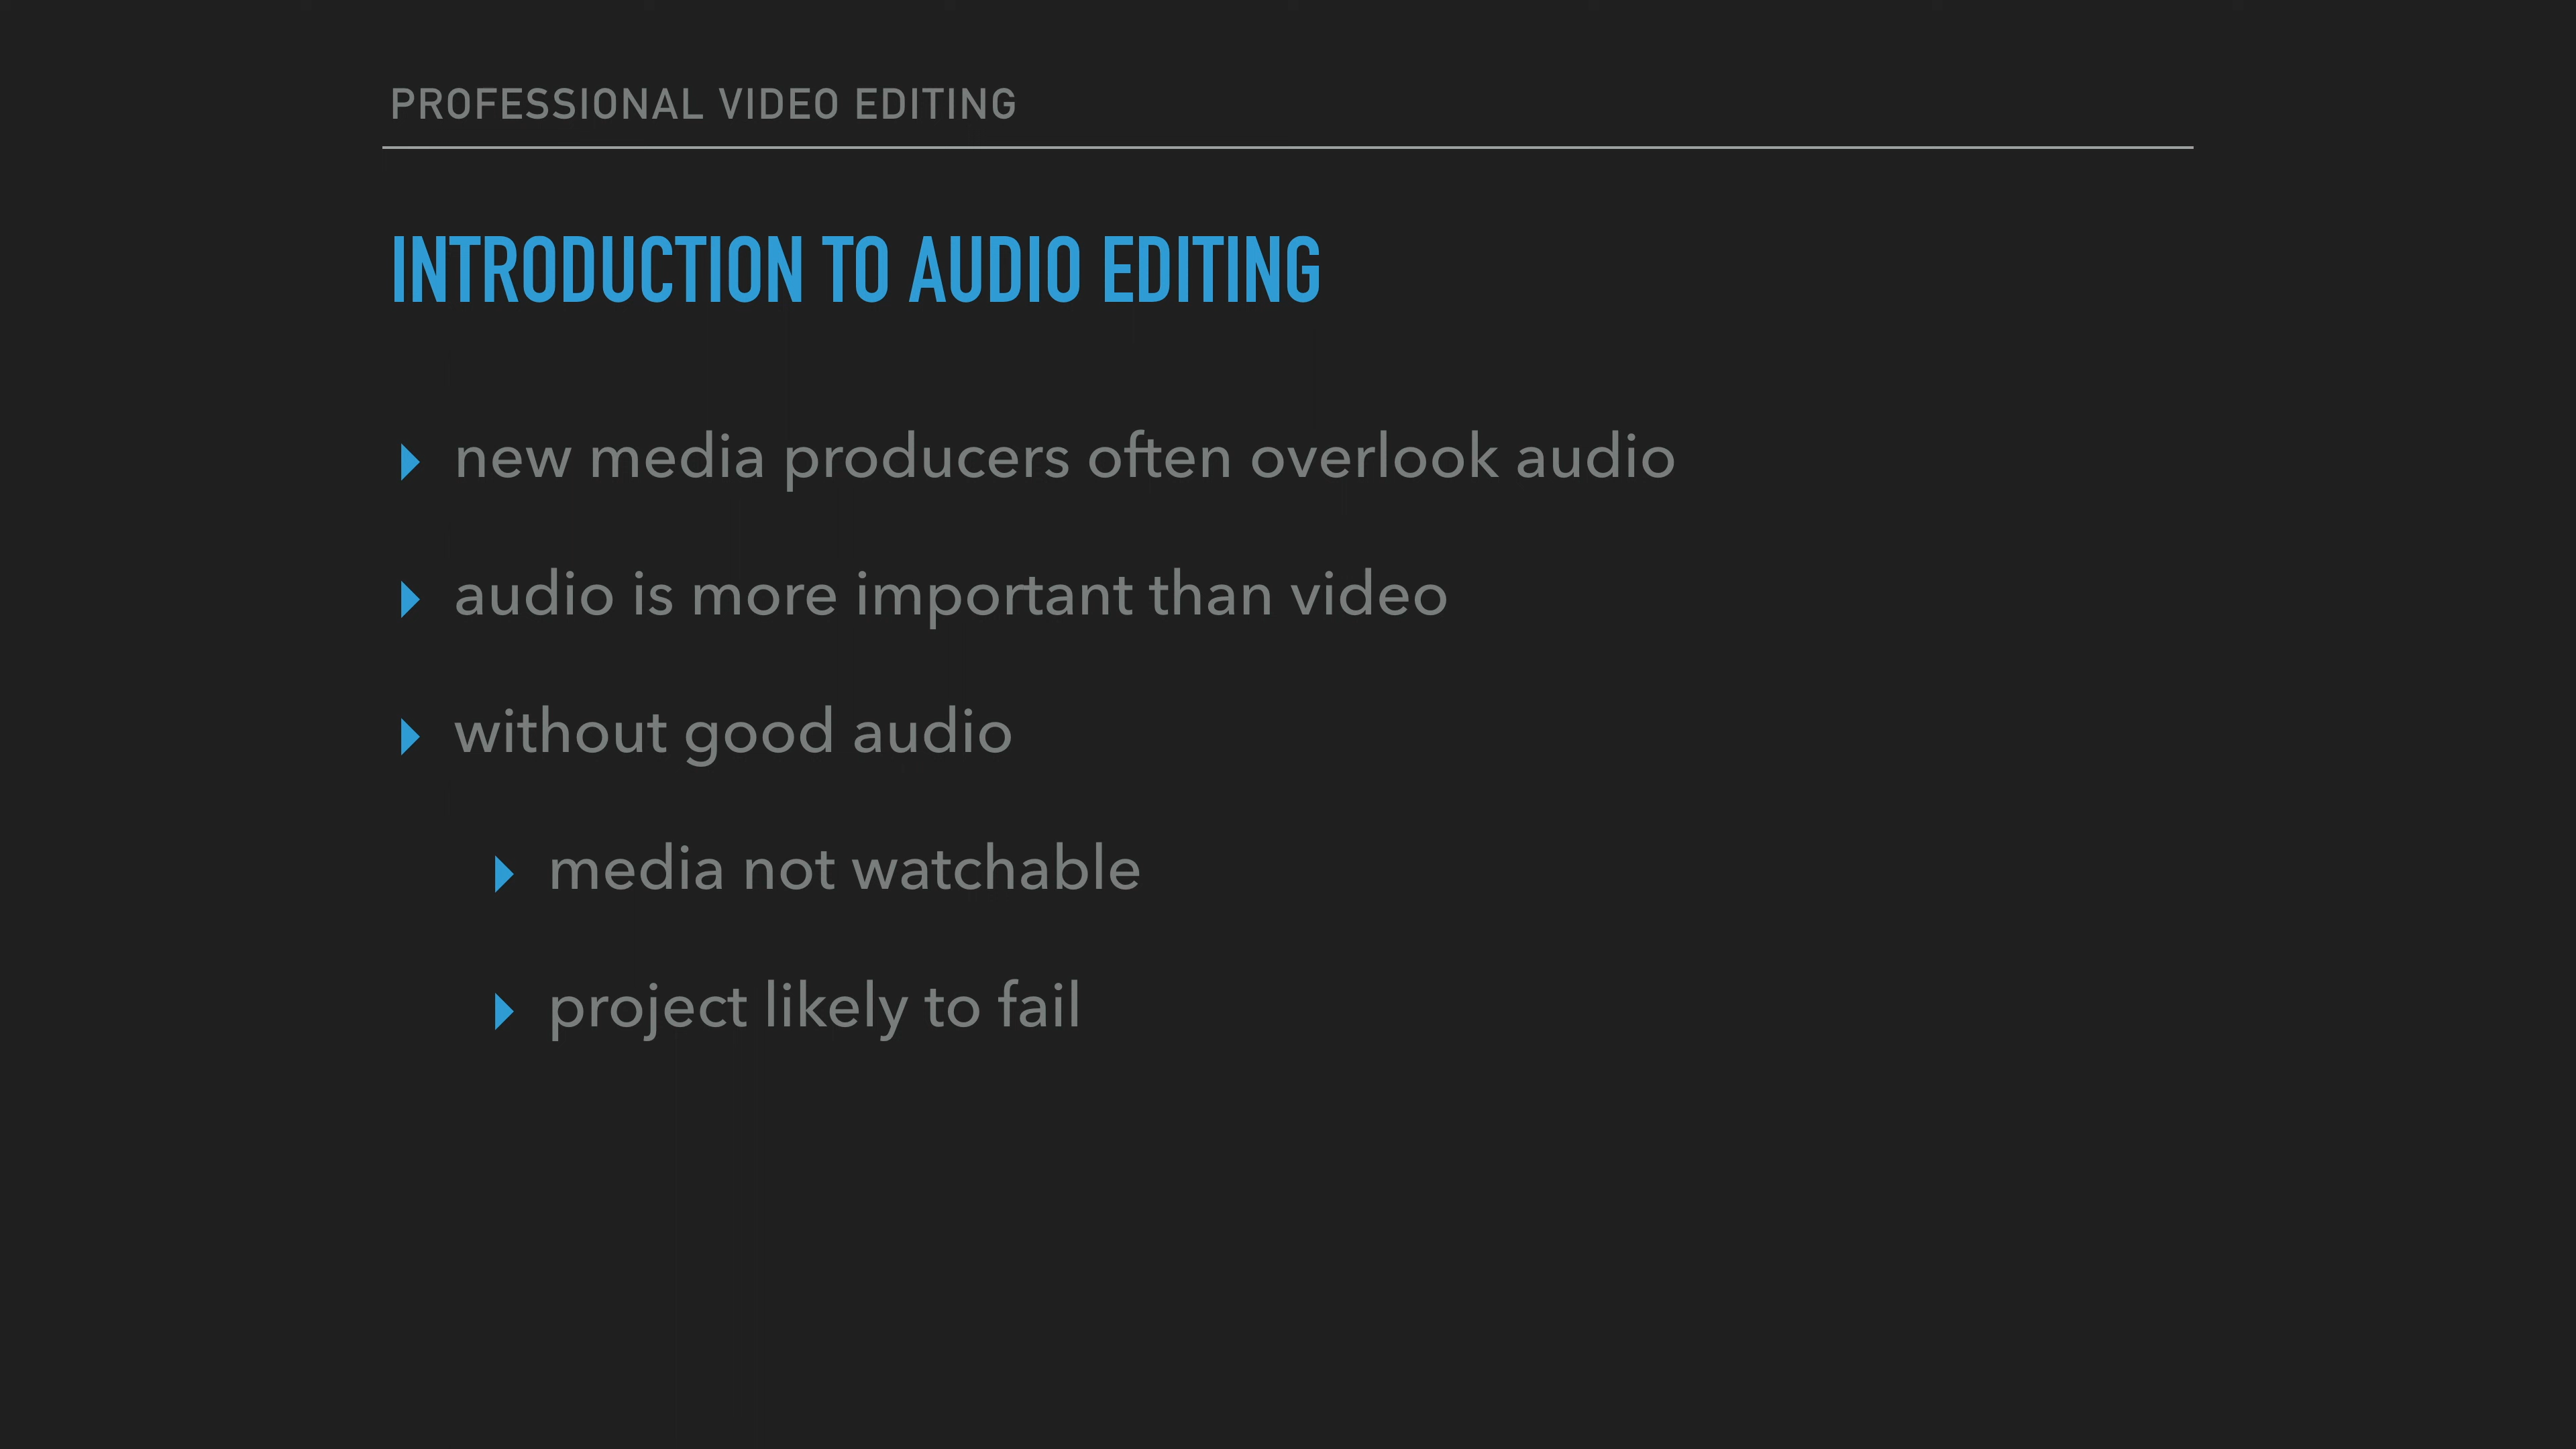 PROFESSIONAL VIDEO EDITING
INTRODUCTION TO AUDIO EDITING
new media producers often overlook audio
audio is more important than video
without good audio
media not watchable
project likely to fail